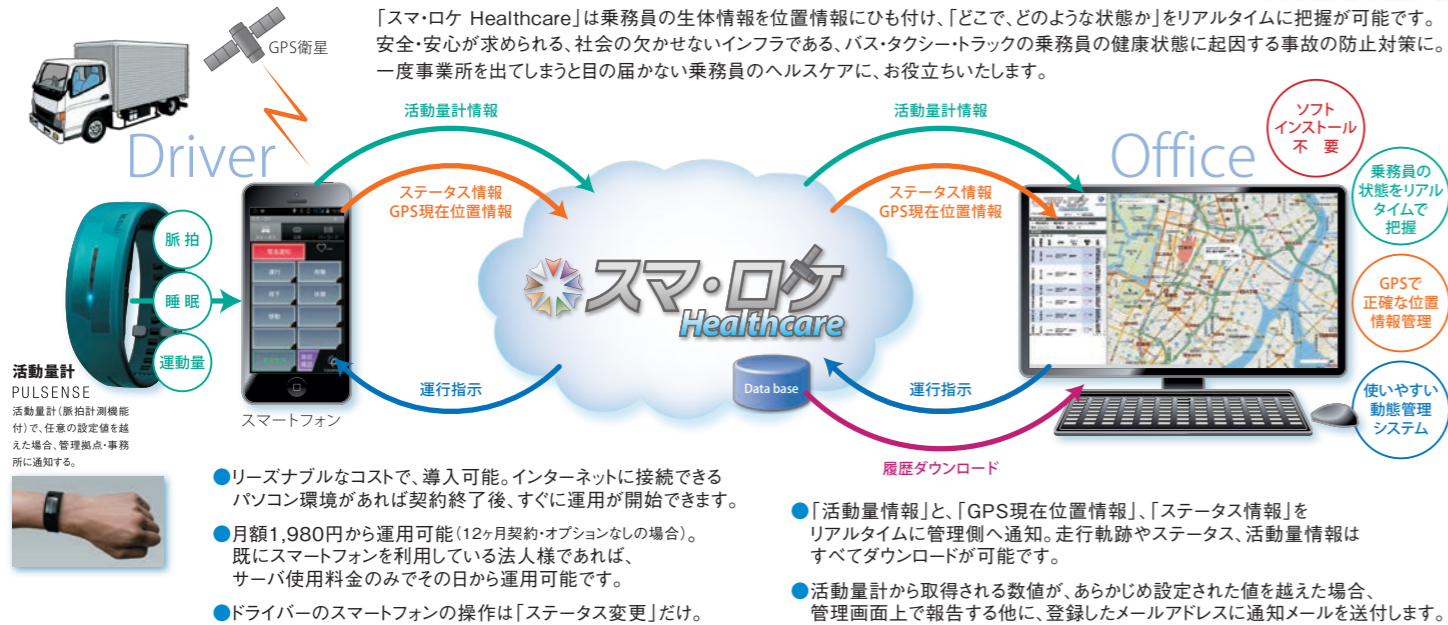 「スマ・ロケ Healthcare」は乗務員の生体情報を位置情報にひも付け、「どこで、どのような状態か」をリアルタイムに把握が可能です。
安全・安心が求められる、社会の欠かせないインフラである、バス・タクシー・トラックの乗務員の健康状態に起因する事故の防止対策に。
一度事業所を出てしまうと目の届かない乗務員のヘルスケアに、お役立ちいたします。
GPS衛星
Driver
活動量計情報
ステータス情報
GPS現在位置情報
脈 拍
睡 眠
運動量
活動量計
PULSENSE
活動量計(脈拍計測機能
付)で、任意の設定値を越
えた場合、管理拠点・事務
所に通知する。
スマートフォン
運行指示
スマ・ロケ
Healthcare
Data base
活動量計情報
ステータス情報
GPS現在位置情報
運行指示
履歴ダウンロード
Office
スマ・ロケ
ソフト
インストール
不 要
乗務員の
状態をリアル
タイムで
把握
GPSで
正確な位置
情報管理
使いやすい
動態管理
システム
●リーズナブルなコストで、導入可能。インターネットに接続できる
パソコン環境があれば契約終了後、すぐに運用が開始できます。
●月額1,980円から運用可能(12ヶ月契約・オプションなしの場合)。
既にスマートフォンを利用している法人様であれば、
サーバ使用料金のみでその日から運用可能です。
●ドライバーのスマートフォンの操作は「ステータス変更」だけ。
●「活動量情報」と、「GPS現在位置情報」、「ステータス情報」を
リアルタイムに管理側へ通知。走行軌跡やステータス、活動量情報は
すべてダウンロードが可能です。
●活動量計から取得される数値が、あらかじめ設定された値を越えた場合、
管理画面上で報告する他に、登録したメールアドレスに通知メールを送付します。